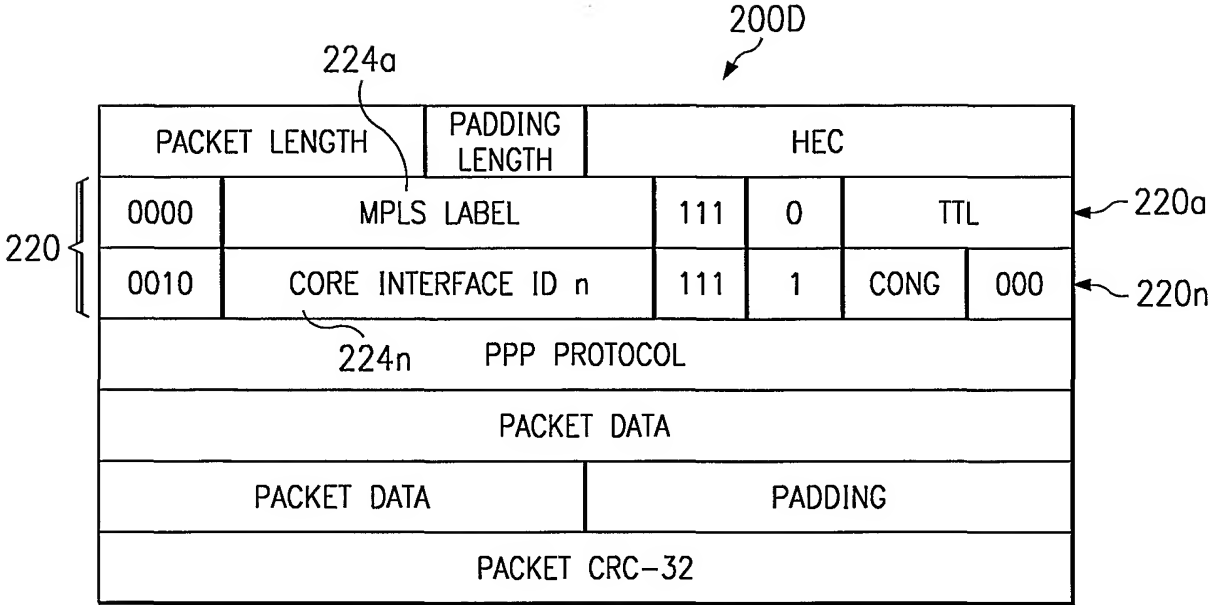 200D
224a
PACKET LENGTH PADDING LENGTH HEC
0000 MPLS LABEL 111 0 TTL 220a
220
0010 CORE INTERFACE ID n 111 1 CONG 000 220n
224n
PPP PROTOCOL
PACKET DATA
PACKET DATA PADDING
PACKET CRC-32